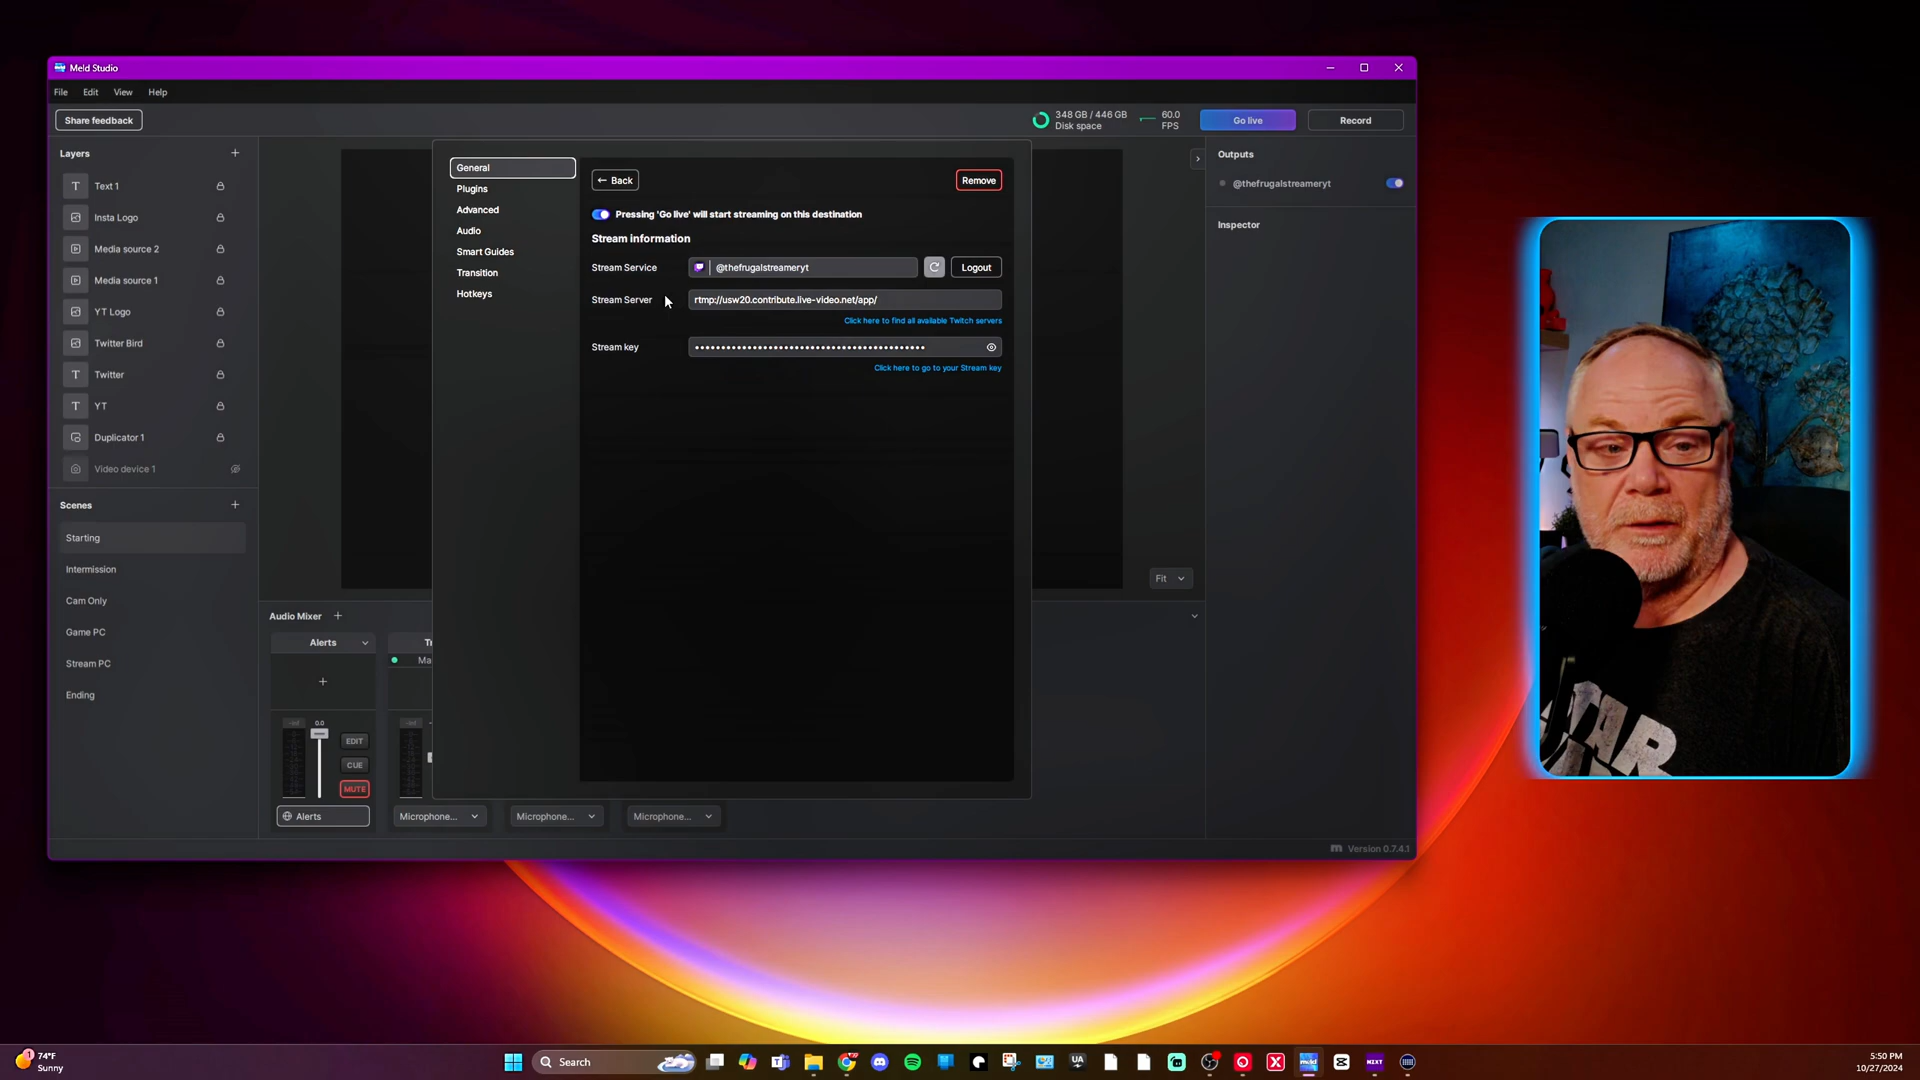 Meld Studio
File Edit View Help
Share feedback
348 GB / 446 GB
Disk space
60.0
FPS
Go live
Record
Layers
Text 1
Insta Logo
Media source 2
Media source 1
YT Logo
Twitter Bird
Twitter
YT
Duplicator 1
Video device 1
Scenes
Starting
Intermission
Cam Only
Game PC
Stream PC
Ending
General
Plugins
Advanced
Audio
Smart Guides
Transition
Hotkeys
← Back
Remove
Pressing 'Go live' will start streaming on this destination
Stream information
Stream Service
@thefrugalstreameryt
Logout
Stream Server
rtmp://usw20.contribute.live-video.net/app/
Click here to find all available Twitch servers
Stream key
Click here to go to your Stream key
Outputs
@thefrugalstreameryt
Inspector
Fit
Audio Mixer
Alerts
-inf 0.0
EDIT
CUE
MUTE
Alerts
Microphone...
Microphone...
Microphone...
Version 0.7.4.1
1
74°F
Sunny
Search
UA
meld
5:50 PM
10/27/2024